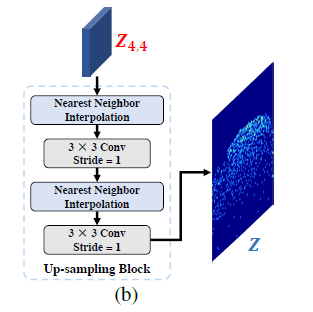 Z4.4
Nearest Neighbor
Interpolation
3 × 3 Conv
Stride = 1
Nearest Neighbor
Interpolation
3 × 3 Conv
Stride = 1
Z
Up-sampling Block
(b)